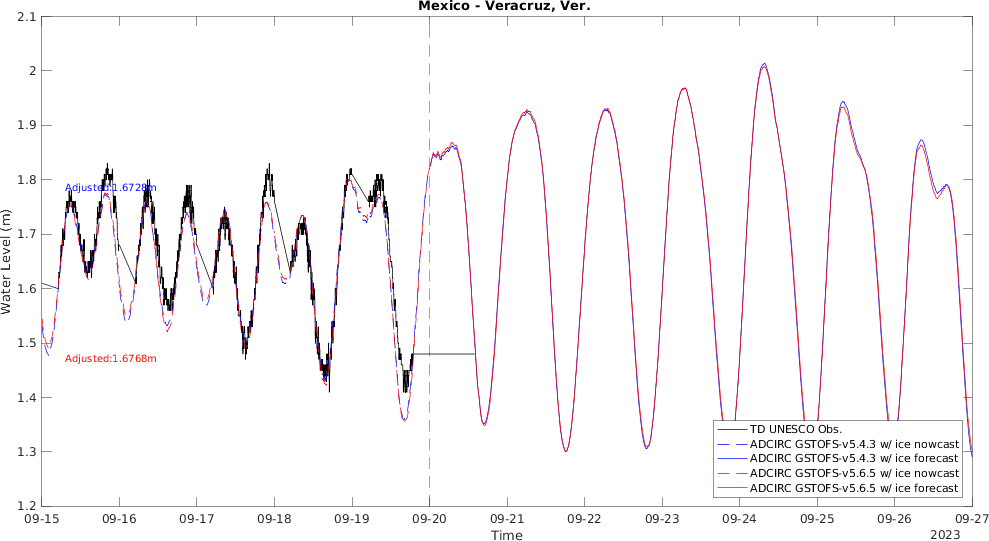 Mexico - Veracruz, Ver.
2.1
2
1.9
1.8
1.7
1.6
1.5
1.4
1.3
1.2
Water Level (m)
Adjusted:1.6728m
Adjusted:1.6768m
TD UNESCO Obs.
ADCIRC GSTOFS-v5.4.3 w/ ice nowcast
ADCIRC GSTOFS-v5.4.3 w/ ice forecast
ADCIRC GSTOFS-v5.6.5 w/ ice nowcast
ADCIRC GSTOFS-v5.6.5 w/ ice forecast
09-15 09-16 09-17 09-18 09-19 09-20 09-21 09-22 09-23 09-24 09-25 09-26 09-27
Time
2023